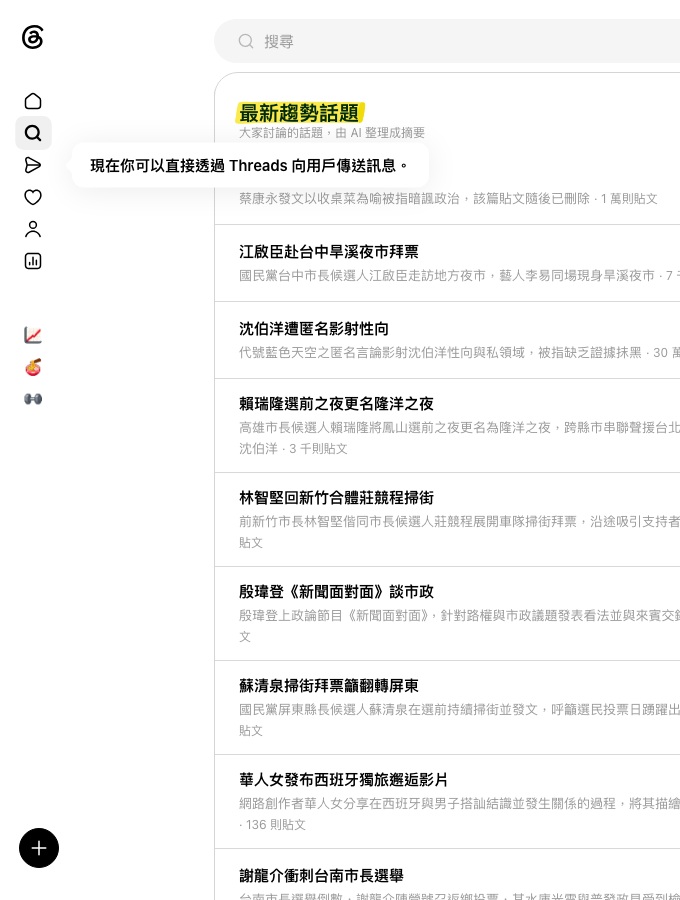 搜尋
最新趨勢話題
大家討論的話題，由 AI 整理成摘要
現在你可以直接透過 Threads 向用戶傳送訊息。
蔡康永發文以收桌菜為喻被指暗諷政治，該篇貼文隨後已刪除 · 1 萬則貼文
江啟臣赴台中旱溪夜市拜票
國民黨台中市長候選人江啟臣走訪地方夜市，藝人李易同場現身旱溪夜市 · 7
沈伯洋遭匿名影射性向
代號藍色天空之匿名言論影射沈伯洋性向與私領域，被指缺乏證據抹黑 · 30 萬
賴瑞隆選前之夜更名隆洋之夜
高雄市長候選人賴瑞隆將鳳山選前之夜更名為隆洋之夜，跨縣市串聯聲援台北
沈伯洋 · 3 千則貼文
林智堅回新竹合體莊競程掃街
前新竹市長林智堅偕同市長候選人莊競程展開車隊掃街拜票，沿途吸引支持者
貼文
殷瑋登《新聞面對面》談市政
殷瑋登上政論節目《新聞面對面》，針對路權與市政議題發表看法並與來賓交
文
蘇清泉掃街拜票籲翻轉屏東
國民黨屏東縣長候選人蘇清泉在選前持續掃街並發文，呼籲選民投票日踴躍出
貼文
華人女發布西班牙獨旅邂逅影片
網路創作者華人女分享在西班牙與男子搭訕結識並發生關係的過程，將其描繪
· 136 則貼文
謝龍介衝刺台南市長選舉